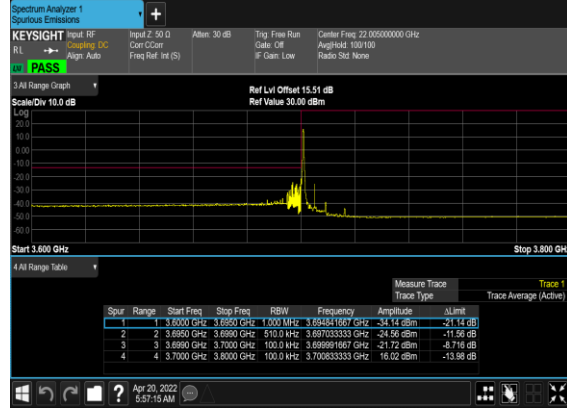 Spectrum Analyzer 1
Spurious Emissions
+
KEYSIGHT Input: RF Input Z: 50 Ω Atten: 30 dB Trig: Free Run Center Freq: 22.005000000 GHz
RL Coupling: DC Corr CCorr Gate: Off Avg|Hold: 100/100
Align: Auto Freq Ref: Int (S) IF Gain: Low Radio Std: None
PASS
3 All Range Graph Ref Lvl Offset 15.51 dB
Scale/Div 10.0 dB Ref Value 30.00 dBm
Log
20.0
10.0
0.00
-10.0
-20.0
-30.0
-40.0
-50.0
-60.0
Start 3.600 GHz Stop 3.800 GHz
4 All Range Table
Measure Trace Trace 1
Trace Type Trace Average (Active)
Spur Range Start Freq Stop Freq RBW Frequency Amplitude ΔLimit
1 1 3.6000 GHz 3.6950 GHz 1.000 MHz 3.694841667 GHz -34.14 dBm -21.14 dB
2 2 3.6950 GHz 3.6990 GHz 510.0 kHz 3.697033333 GHz -24.56 dBm -11.56 dB
3 3 3.6990 GHz 3.7000 GHz 100.0 kHz 3.699991667 GHz -21.72 dBm -8.716 dB
4 4 3.7000 GHz 3.8000 GHz 100.0 kHz 3.700833333 GHz 16.02 dBm -13.98 dB
? Apr 20, 2022
5:57:15 AM